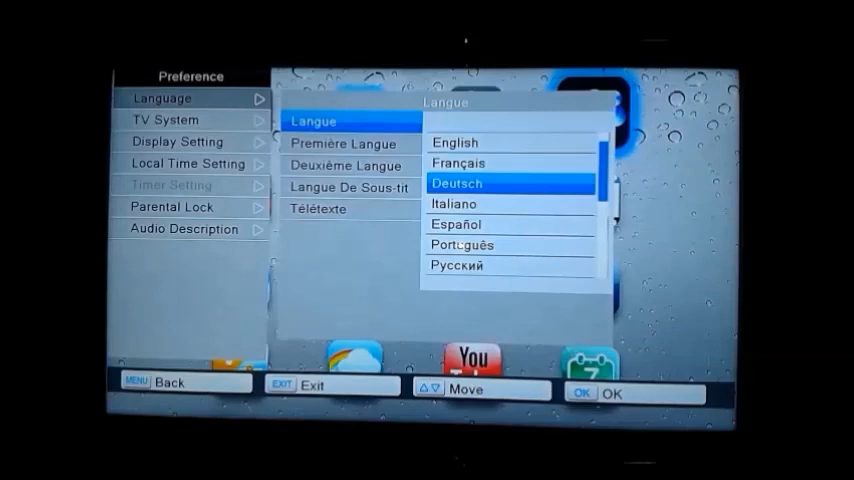 Preference
Language
TV System
Display Setting
Local Time Setting
Timer Setting
Parental Lock
Audio Description
Langue
Langue
Première Langue
Deuxième Langue
Langue De Sous-tit
Télétexte
English
Français
Deutsch
Italiano
Español
Português
Русский
You
7
MENU Back
EXIT Exit
Move
OK OK